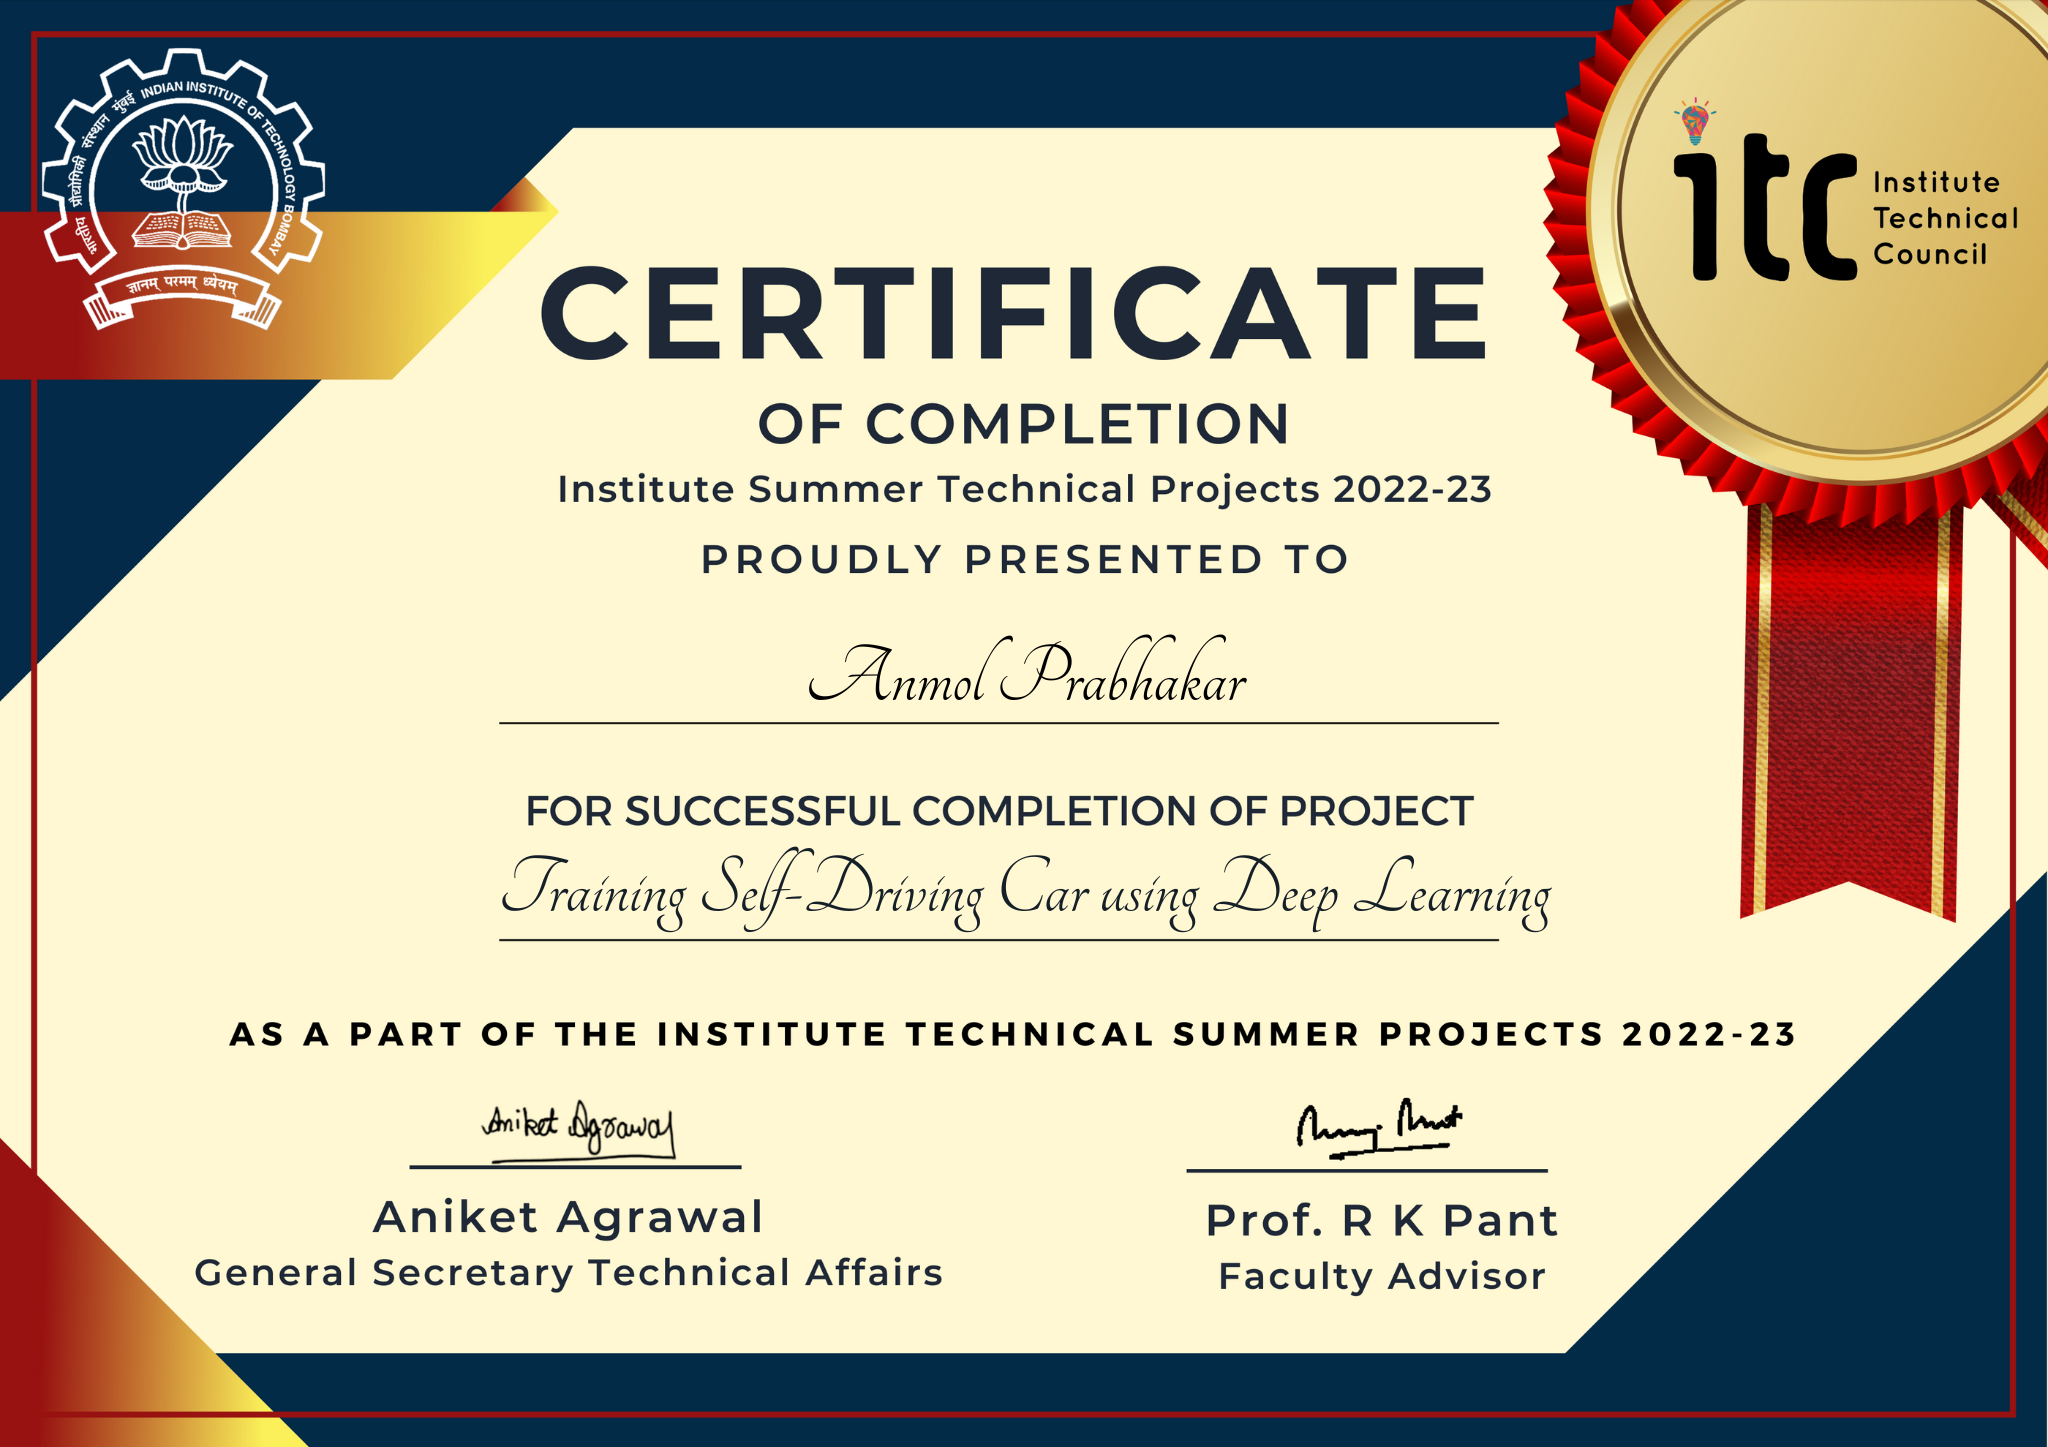 भारतीय प्रौद्योगिकी संस्थान मुंबई INDIAN INSTITUTE OF TECHNOLOGY BOMBAY
ज्ञानम् परमम् ध्येयम्
itc
Institute
Technical
Council
CERTIFICATE
OF COMPLETION
Institute Summer Technical Projects 2022-23
PROUDLY PRESENTED TO
Anmol Prabhakar
FOR SUCCESSFUL COMPLETION OF PROJECT
Training Self-Driving Car using Deep Learning
AS A PART OF THE INSTITUTE TECHNICAL SUMMER PROJECTS 2022-23
Aniket Agrawal
Aniket Agrawal
General Secretary Technical Affairs
Prof. R K Pant
Faculty Advisor